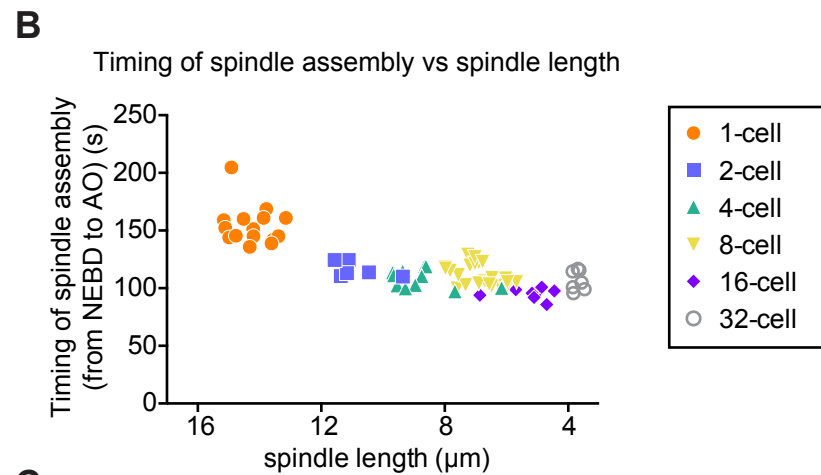 B
Timing of spindle assembly vs spindle length
Timing of spindle assembly
(from NEBD to AO) (s)
250
200
150
100
50
0
16 12 8 4
spindle length (µm)
1-cell
2-cell
4-cell
8-cell
16-cell
32-cell